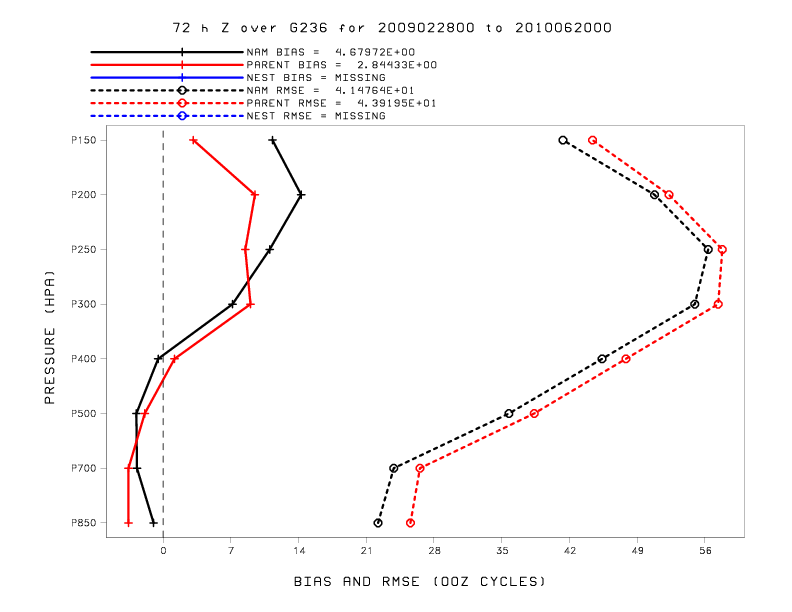 72 h Z over G236 for 2009022800 to 2010062000
NAM BIAS = 4.67972E+00
PARENT BIAS = 2.84433E+00
NEST BIAS = MISSING
NAM RMSE = 4.14764E+01
PARENT RMSE = 4.39195E+01
NEST RMSE = MISSING
P150
P200
P250
P300
P400
P500
P700
P850
PRESSURE (HPA)
0 7 14 21 28 35 42 49 56
BIAS AND RMSE (00Z CYCLES)